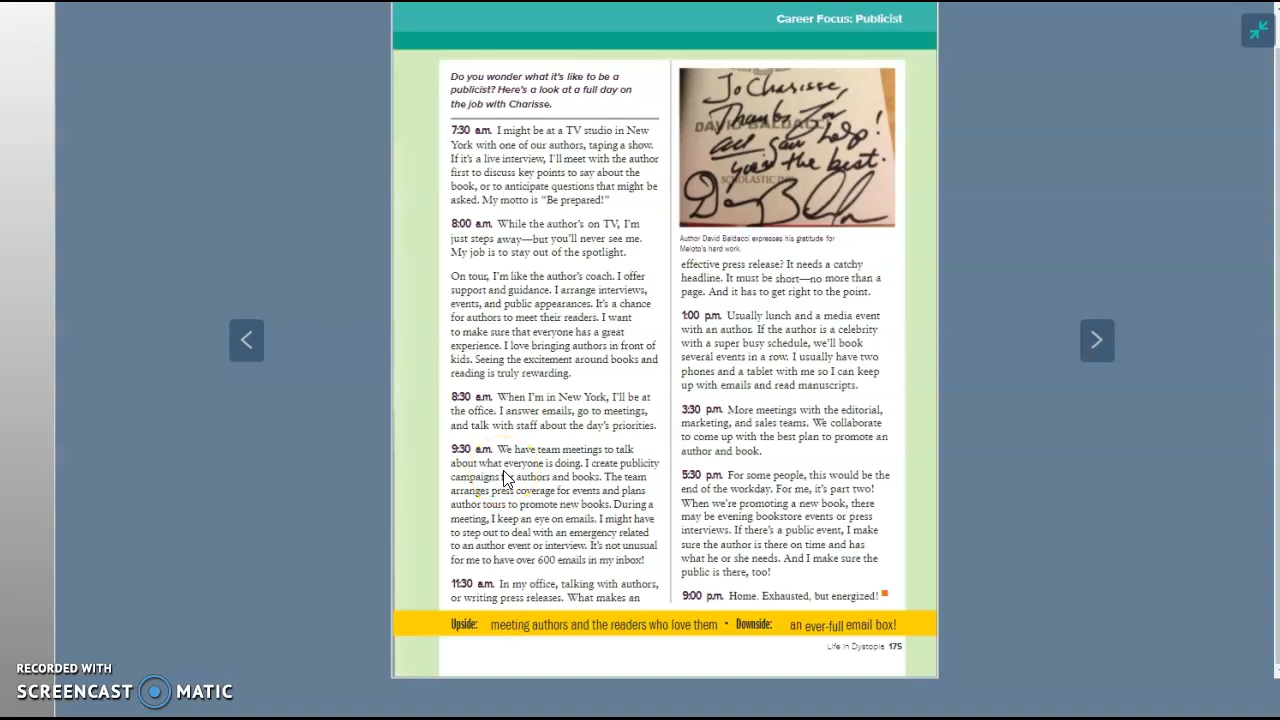 Career Focus: Publicist
Do you wonder what it's like to be a
publicist? Here's a look at a full day on
the job with Charisse.
7:30 a.m. I might be at a TV studio in New
York with one of our authors, taping a show.
If it's a live interview, I'll meet with the author
first to discuss key points to say about the
book, or to anticipate questions that might be
asked. My motto is “Be prepared!”
8:00 a.m. While the author's on TV, I'm
just steps away—but you'll never see me.
My job is to stay out of the spotlight.
On tour, I'm like the author's coach. I offer
support and guidance. I arrange interviews,
events, and public appearances. It's a chance
for authors to meet their readers. I want
to make sure that everyone has a great
experience. I love bringing authors in front of
kids. Seeing the excitement around books and
reading is truly rewarding.
8:30 a.m. When I'm in New York, I'll be at
the office. I answer emails, go to meetings,
and talk with staff about the day's priorities.
9:30 a.m. We have team meetings to talk
about what everyone is doing. I create publicity
campaigns authors and books. The team
arranges press coverage for events and plans
author tours to promote new books. During a
meeting, I keep an eye on emails. I might have
to step out to deal with an emergency related
to an author event or interview. It's not unusual
for me to have over 600 emails in my inbox!
11:30 a.m. In my office, talking with authors,
or writing press releases. What makes an
To Charisse,
Thanks for
DAVID BALDACCI
all your help!
You're the best.
SCHOLASTIC INC.
Author David Baldacci expresses his gratitude for
Meloto's hard work.
effective press release? It needs a catchy
headline. It must be short—no more than a
page. And it has to get right to the point.
1:00 p.m. Usually lunch and a media event
with an author. If the author is a celebrity
with a super busy schedule, we'll book
several events in a row. I usually have two
phones and a tablet with me so I can keep
up with emails and read manuscripts.
3:30 p.m. More meetings with the editorial,
marketing, and sales teams. We collaborate
to come up with the best plan to promote an
author and book.
5:30 p.m. For some people, this would be the
end of the workday. For me, it's part two!
When we're promoting a new book, there
may be evening bookstore events or press
interviews. If there's a public event, I make
sure the author is there on time and has
what he or she needs. And I make sure the
public is there, too!
9:00 p.m. Home. Exhausted, but energized!
Upside: meeting authors and the readers who love them • Downside: an ever-full email box!
Life in Dystopia 175
RECORDED WITH
SCREENCAST MATIC